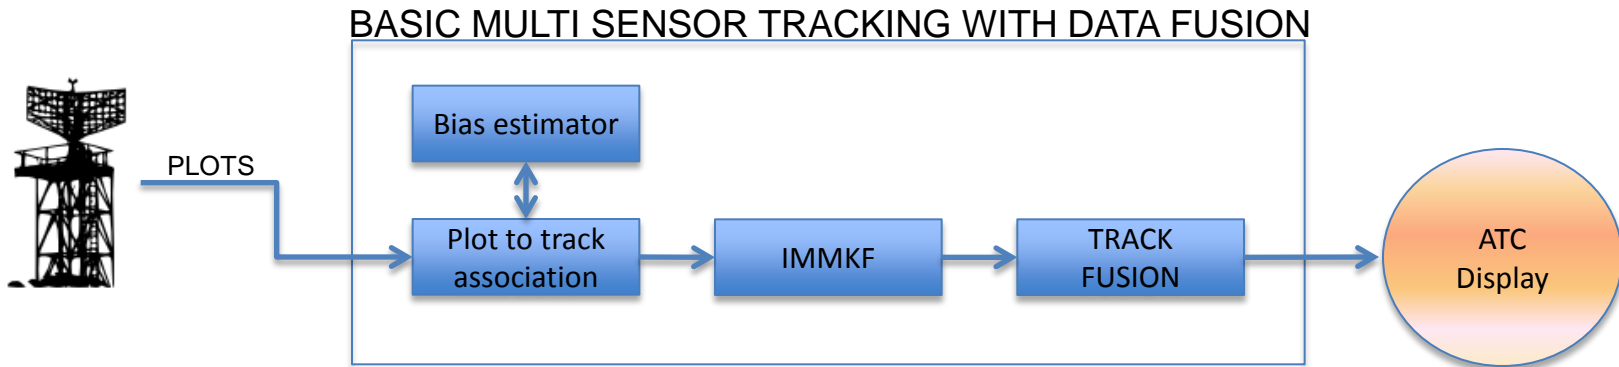 BASIC MULTI SENSOR TRACKING WITH DATA FUSION
PLOTS
Bias estimator
Plot to track
association
IMMKF
TRACK
FUSION
ATC
Display